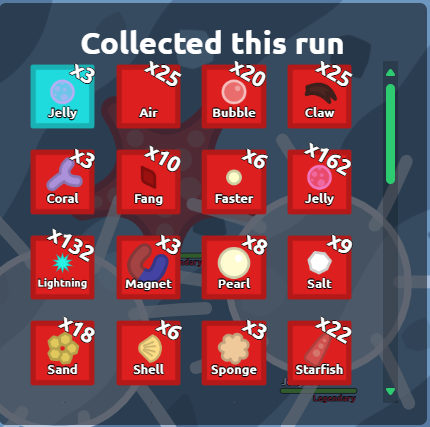 Collected this run
x3 x25 x20 x25
Jelly Air Bubble Claw
x3 x10 x6 x162
Coral Fang Faster Jelly
x132 x3 x8 x9
Lightning Magnet Pearl Salt
x18 x6 x3 x22
Sand Shell Sponge Starfish
Legendary